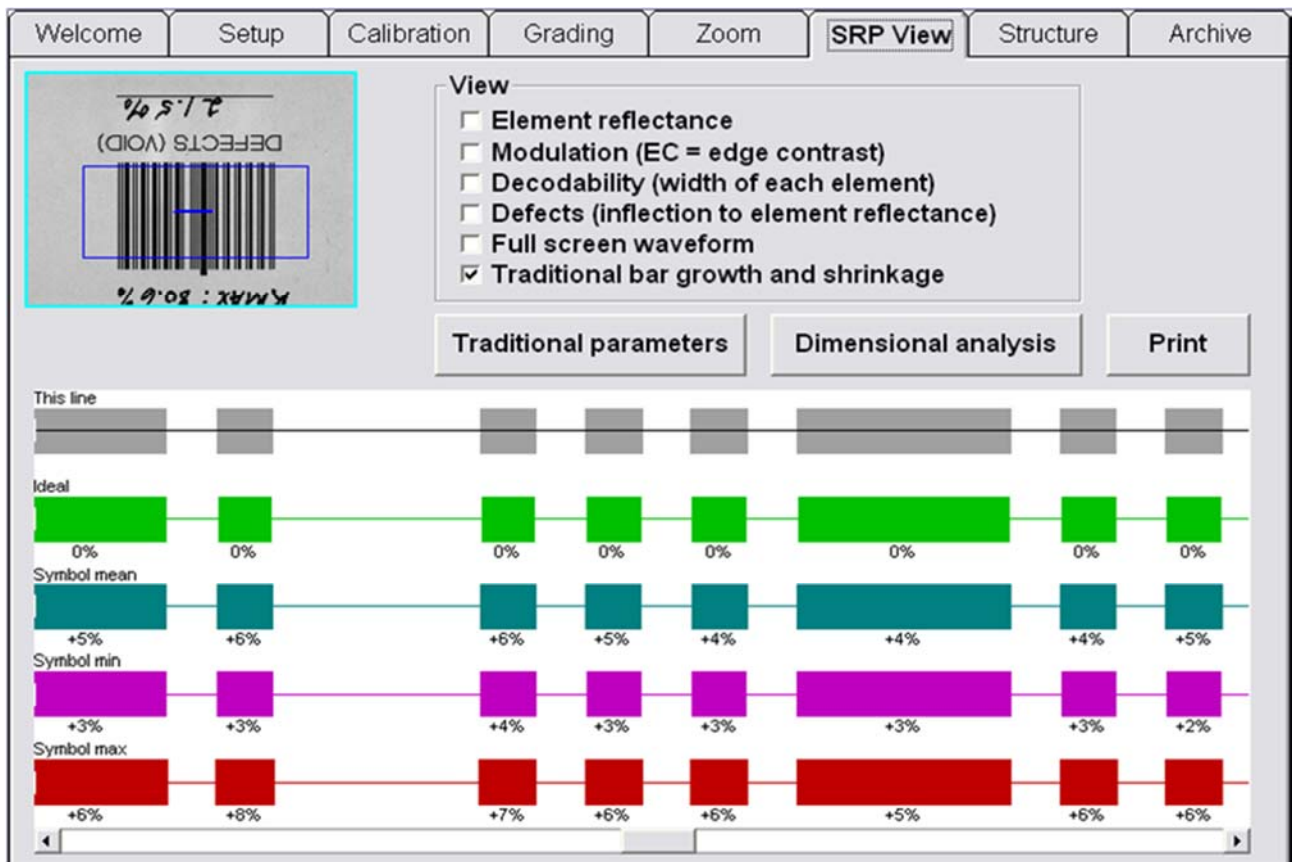 Welcome Setup Calibration Grading Zoom SRP View Structure Archive
21.5%
DEFECTS (VOID)
RMAX: 80.6%
View
Element reflectance
Modulation (EC = edge contrast)
Decodability (width of each element)
Defects (inflection to element reflectance)
Full screen waveform
Traditional bar growth and shrinkage
Traditional parameters Dimensional analysis Print
This line
Ideal
0% 0% 0% 0% 0% 0% 0% 0%
Symbol mean
+5% +6% +6% +5% +4% +4% +4% +5%
Symbol min
+3% +3% +4% +3% +3% +3% +3% +2%
Symbol max
+6% +8% +7% +6% +6% +5% +6% +6%